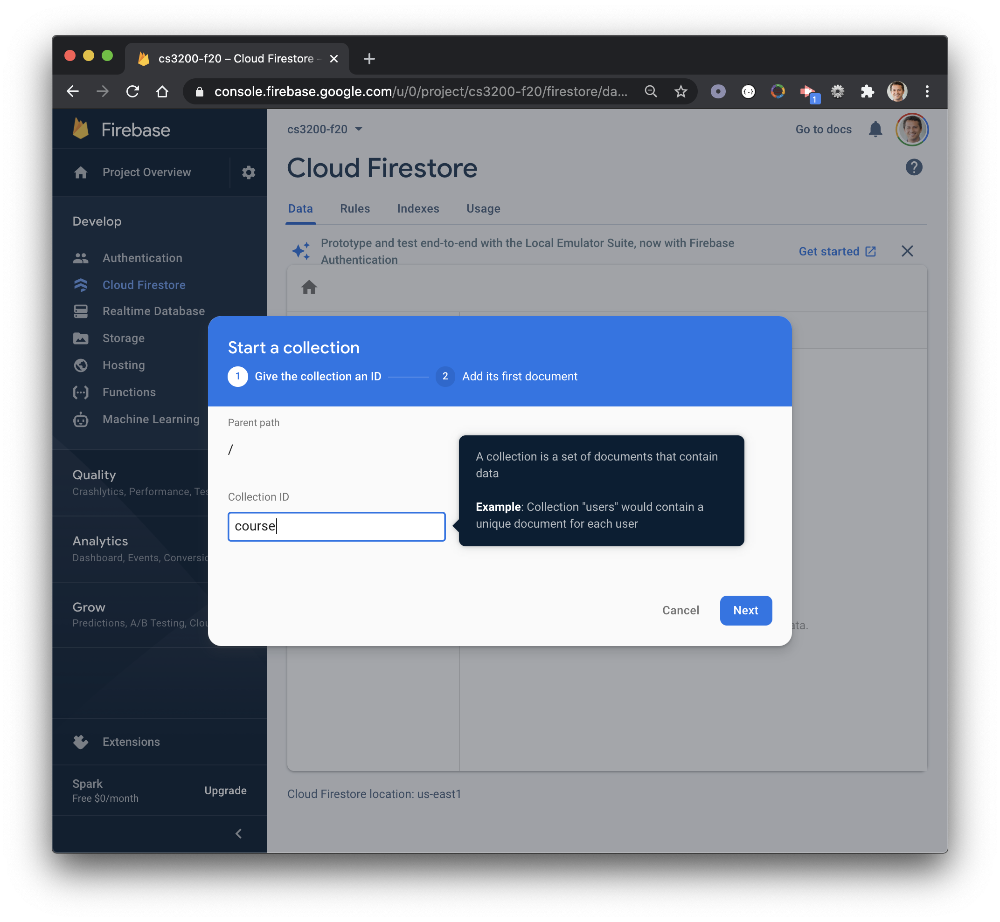 cs3200-f20 – Cloud Firestore –
console.firebase.google.com/u/0/project/cs3200-f20/firestore/da...
1
Firebase
cs3200-f20
Go to docs
Project Overview
Cloud Firestore
Data
Rules
Indexes
Usage
Develop
Prototype and test end-to-end with the Local Emulator Suite, now with Firebase
Authentication
Get started
Authentication
Cloud Firestore
Realtime Database
Storage
Hosting
Functions
Machine Learning
Start a collection
1 Give the collection an ID
2 Add its first document
Parent path
/
Collection ID
course
A collection is a set of documents that contain
data
Example: Collection "users" would contain a
unique document for each user
Cancel
Next
ata.
Quality
Crashlytics, Performance, Tes
Analytics
Dashboard, Events, Conversio
Grow
Predictions, A/B Testing, Clou
Extensions
Spark
Free $0/month
Upgrade
Cloud Firestore location: us-east1